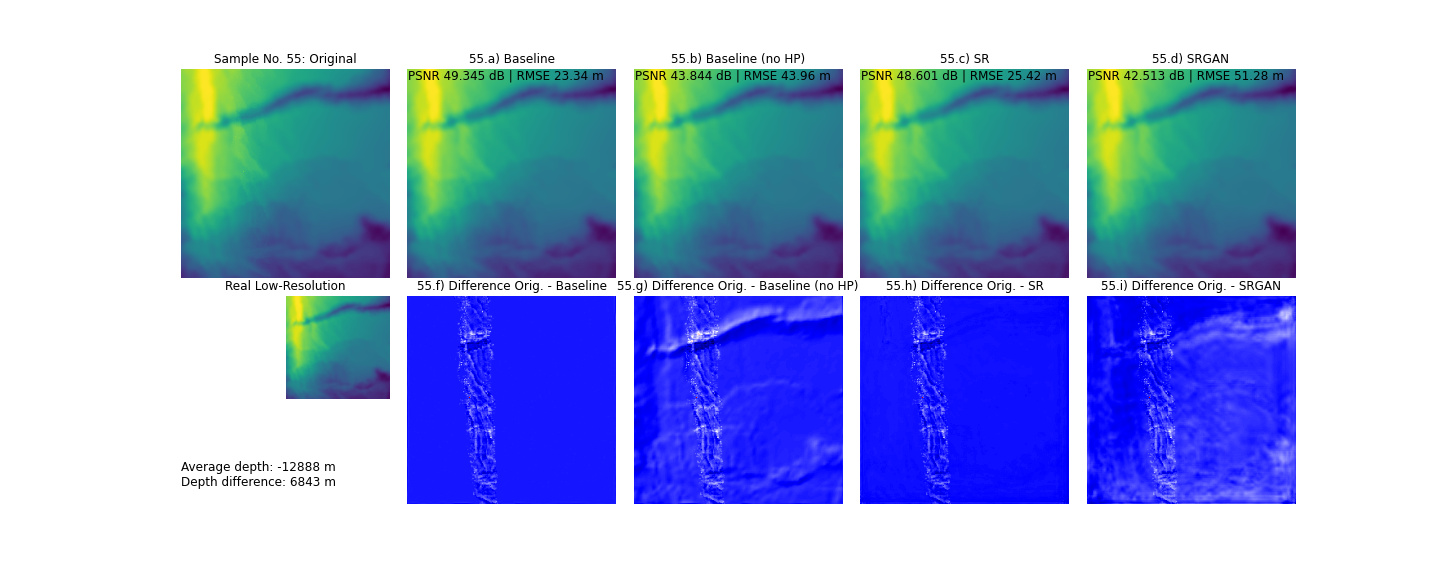 Sample No. 55: Original
55.a) Baseline
55.b) Baseline (no HP)
55.c) SR
55.d) SRGAN
PSNR 49.345 dB | RMSE 23.34 m
PSNR 43.844 dB | RMSE 43.96 m
PSNR 48.601 dB | RMSE 25.42 m
PSNR 42.513 dB | RMSE 51.28 m
Real Low-Resolution
55.f) Difference Orig. - Baseline
55.g) Difference Orig. - Baseline (no HP)
55.h) Difference Orig. - SR
55.i) Difference Orig. - SRGAN
Average depth: -12888 m
Depth difference: 6843 m